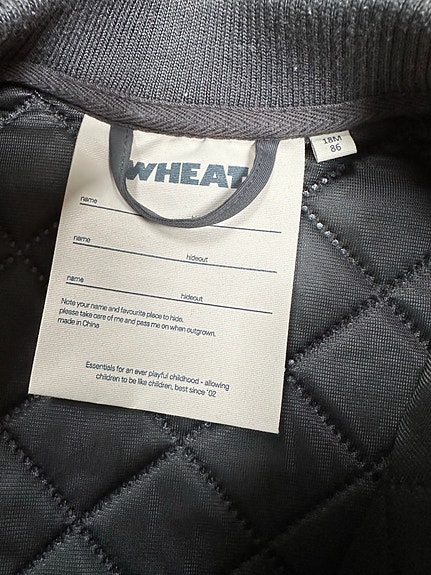 WHEAT
18M
86
name
name
hideout
name
hideout
Note your name and favourite place to hide.
please take care of me and pass me on when outgrown.
made in China
Essentials for an ever playful childhood - allowing
children to be like children, best since '02